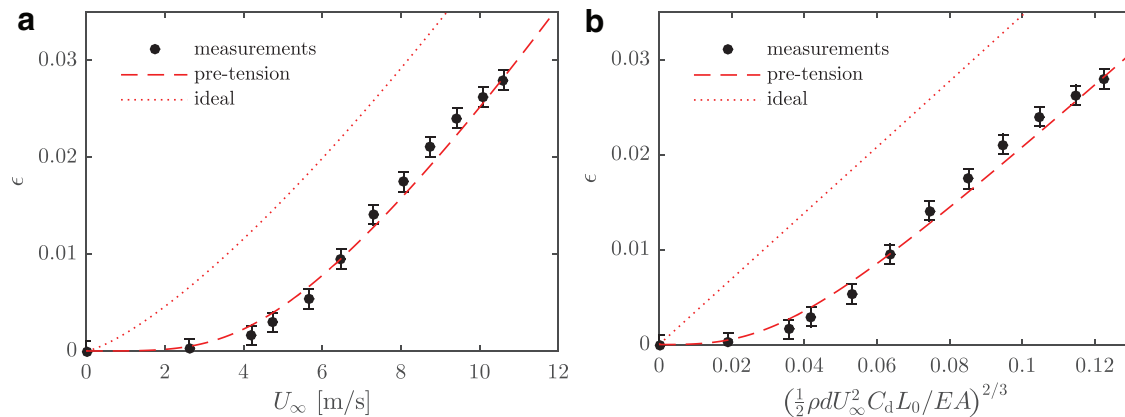 a
measurements
pre-tension
ideal
0.03
0.02
0.01
0
ϵ
0 2 4 6 8 10 12
U∞ [m/s]
b
measurements
pre-tension
ideal
0.03
0.02
0.01
0
ϵ
0 0.02 0.04 0.06 0.08 0.1 0.12
(½ρdU∞²C_dL₀/EA)^{2/3}